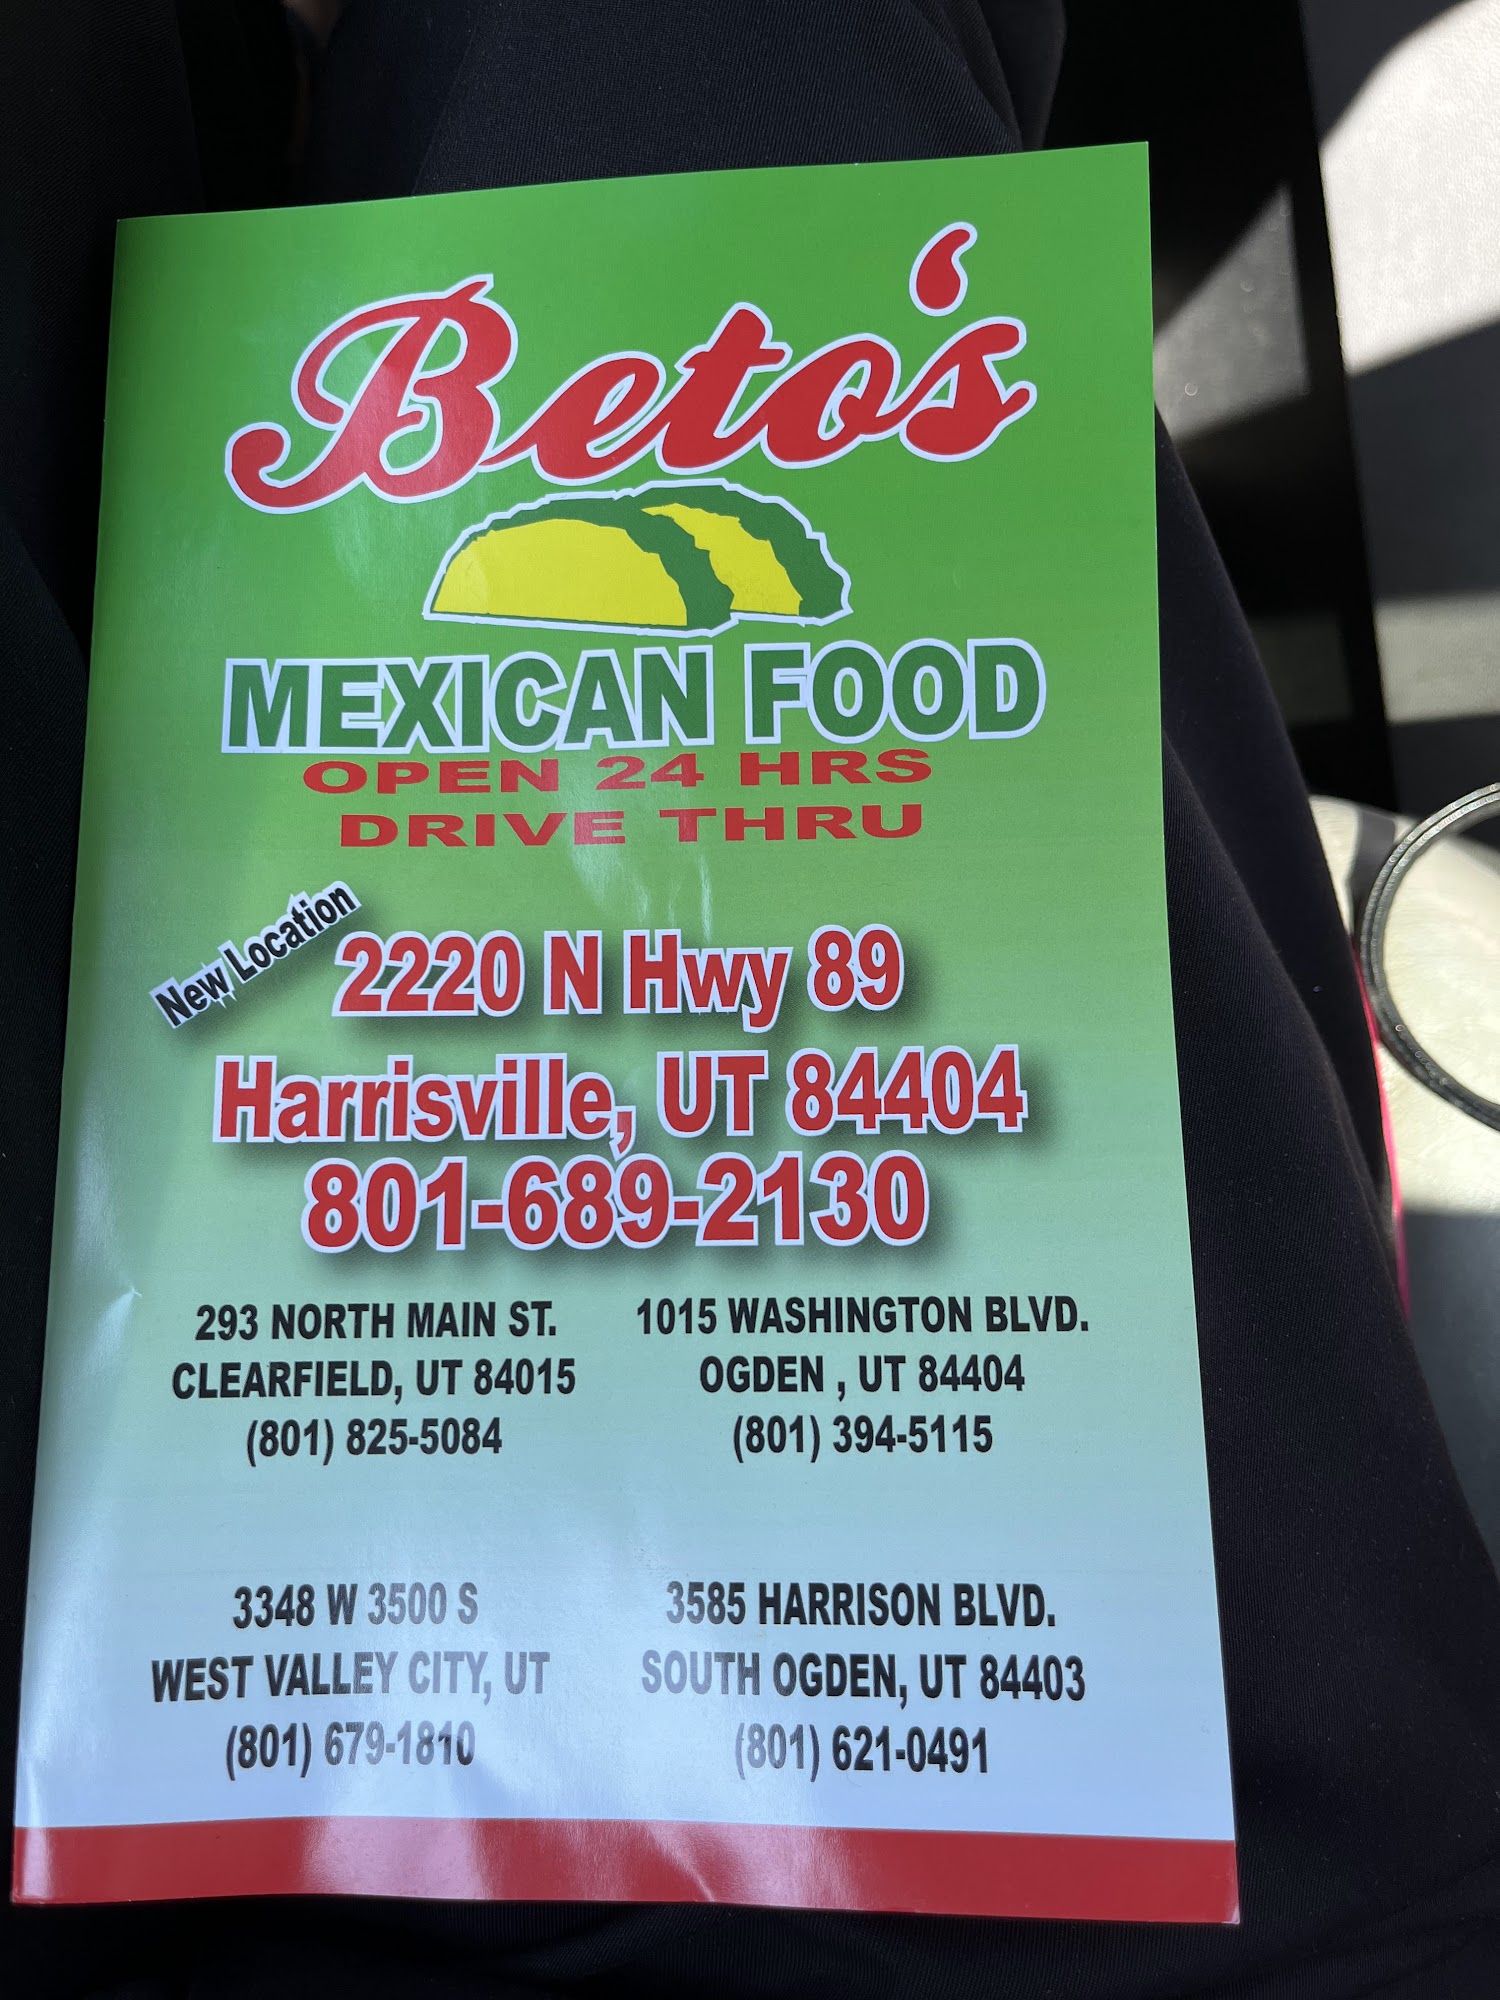 Beto's
MEXICAN FOOD
OPEN 24 HRS
DRIVE THRU
New Location
2220 N Hwy 89
Harrisville, UT 84404
801-689-2130
293 NORTH MAIN ST.
CLEARFIELD, UT 84015
(801) 825-5084
1015 WASHINGTON BLVD.
OGDEN , UT 84404
(801) 394-5115
3348 W 3500 S
WEST VALLEY CITY, UT
(801) 679-1810
3585 HARRISON BLVD.
SOUTH OGDEN, UT 84403
(801) 621-0491